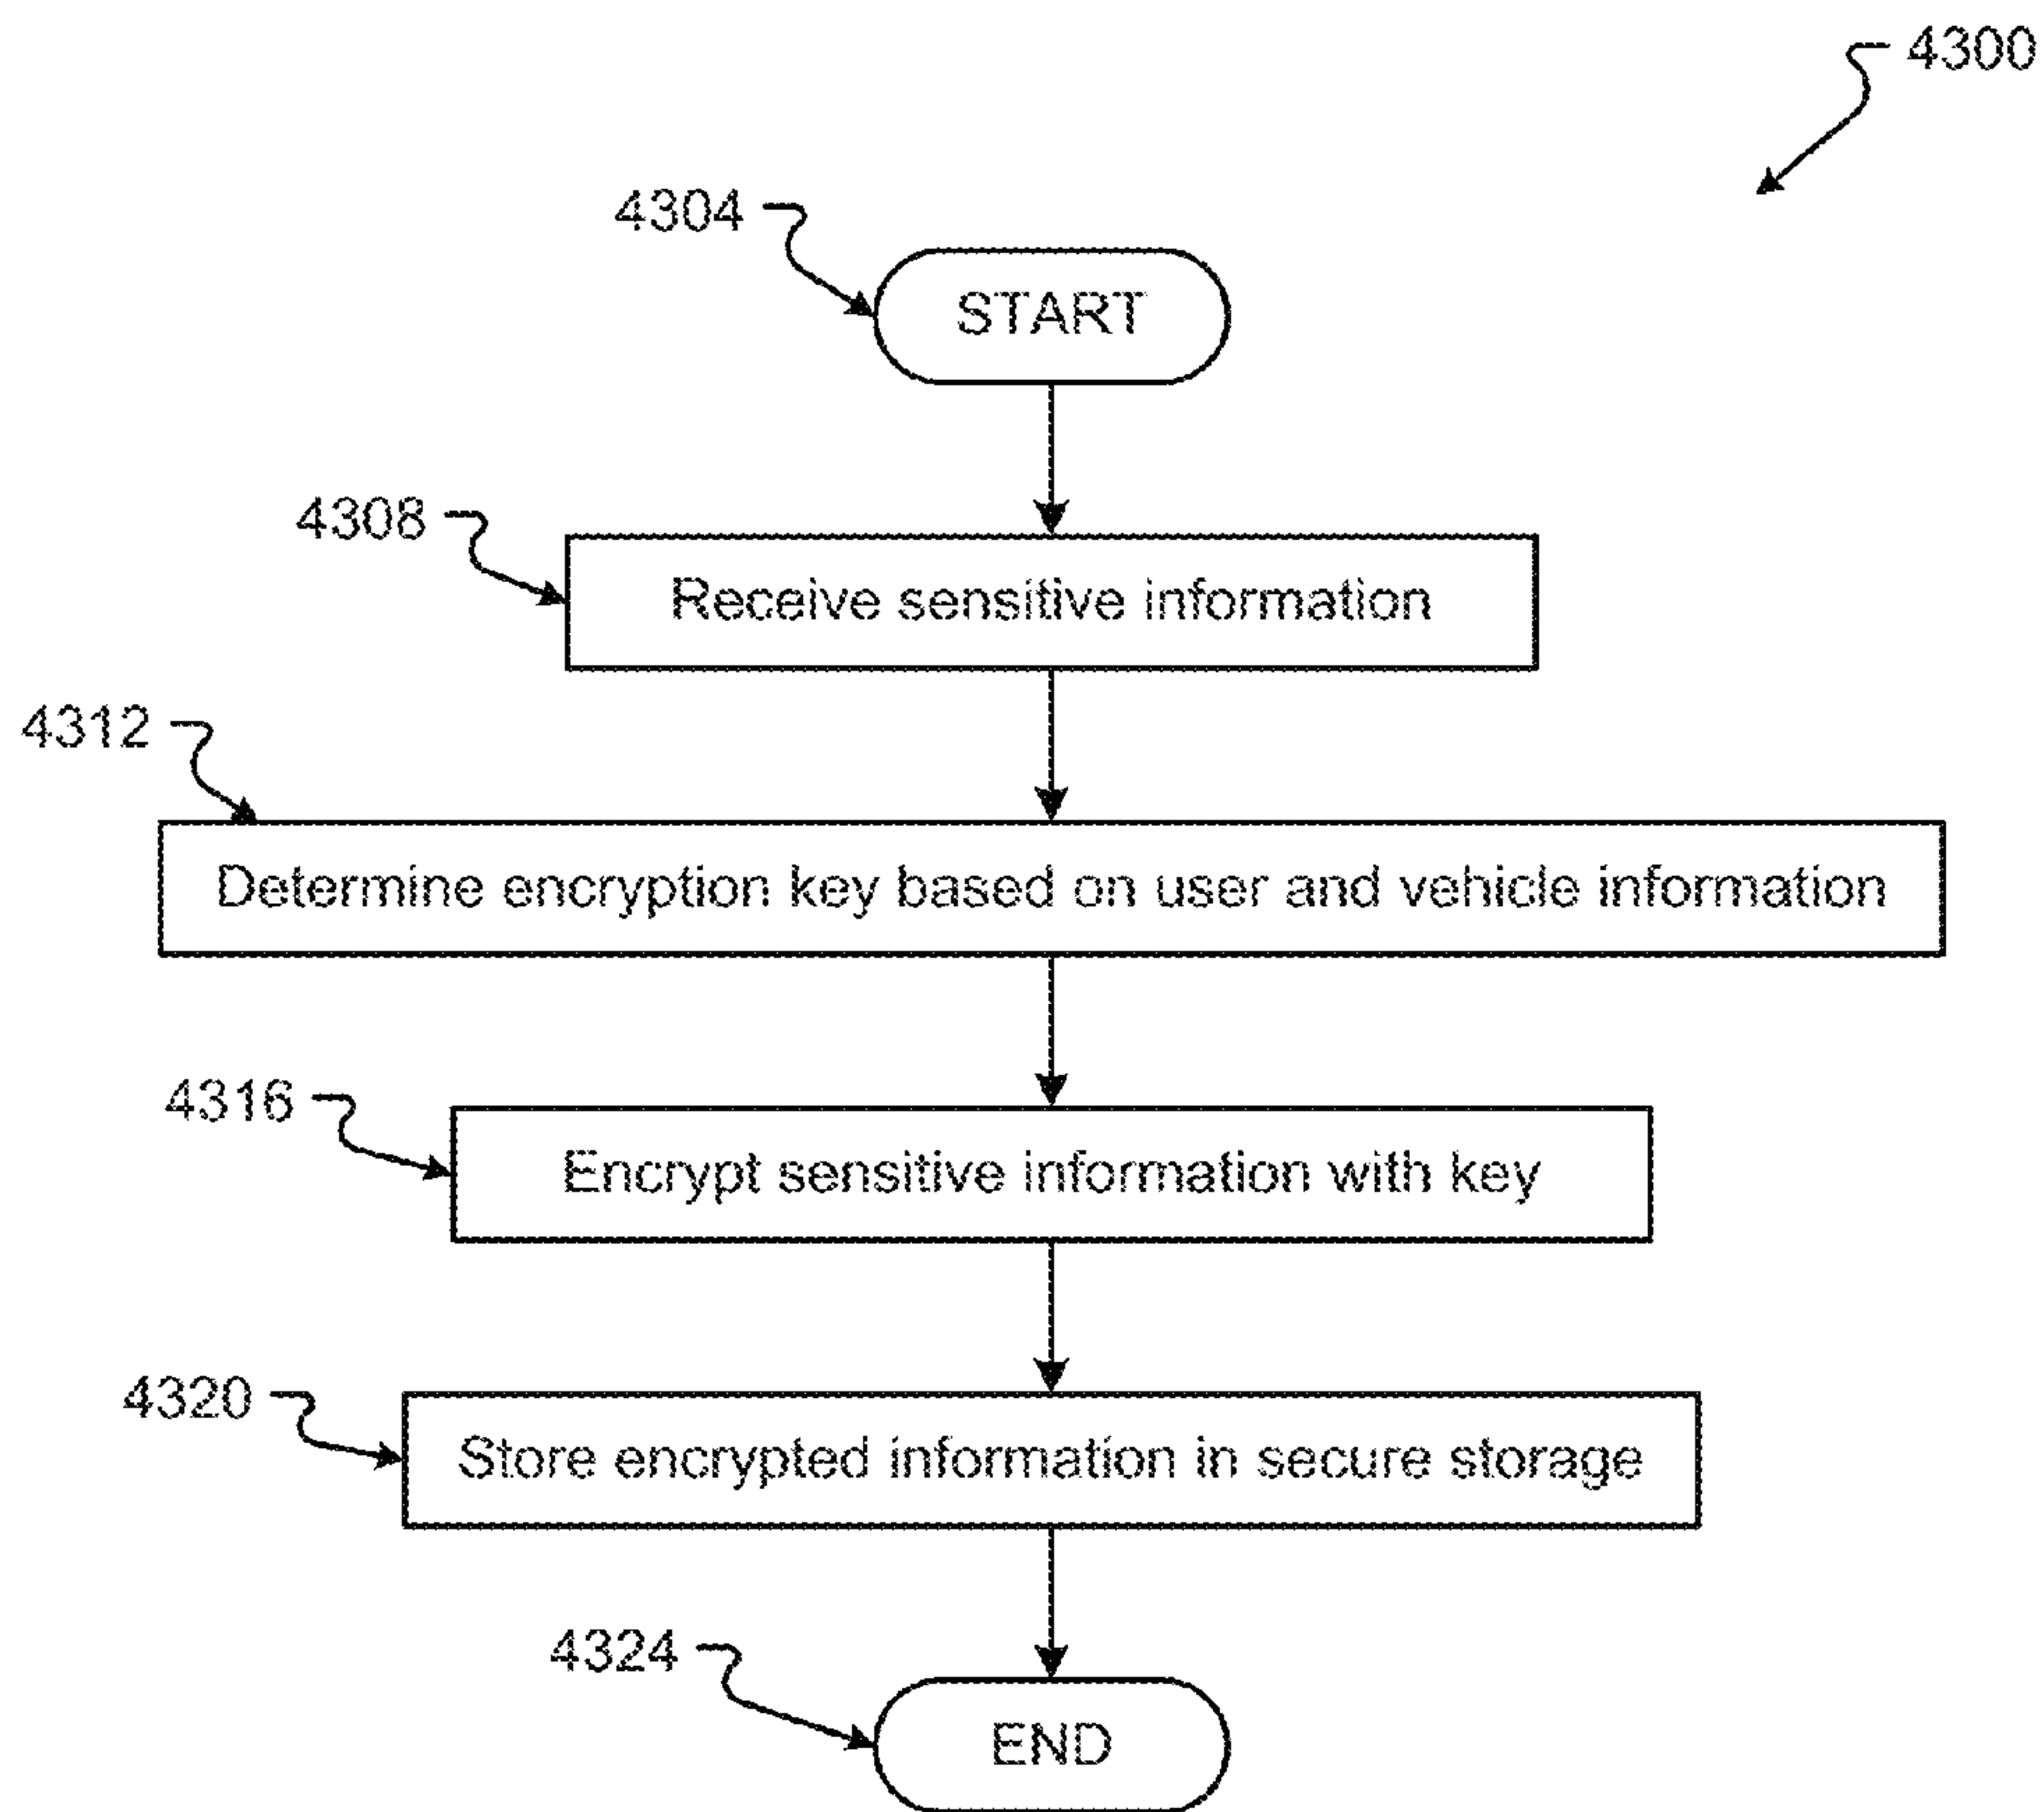 4300
4304
START
4308
Receive sensitive information
4312
Determine encryption key based on user and vehicle information
4316
Encrypt sensitive information with key
4320
Store encrypted information in secure storage
4324
END